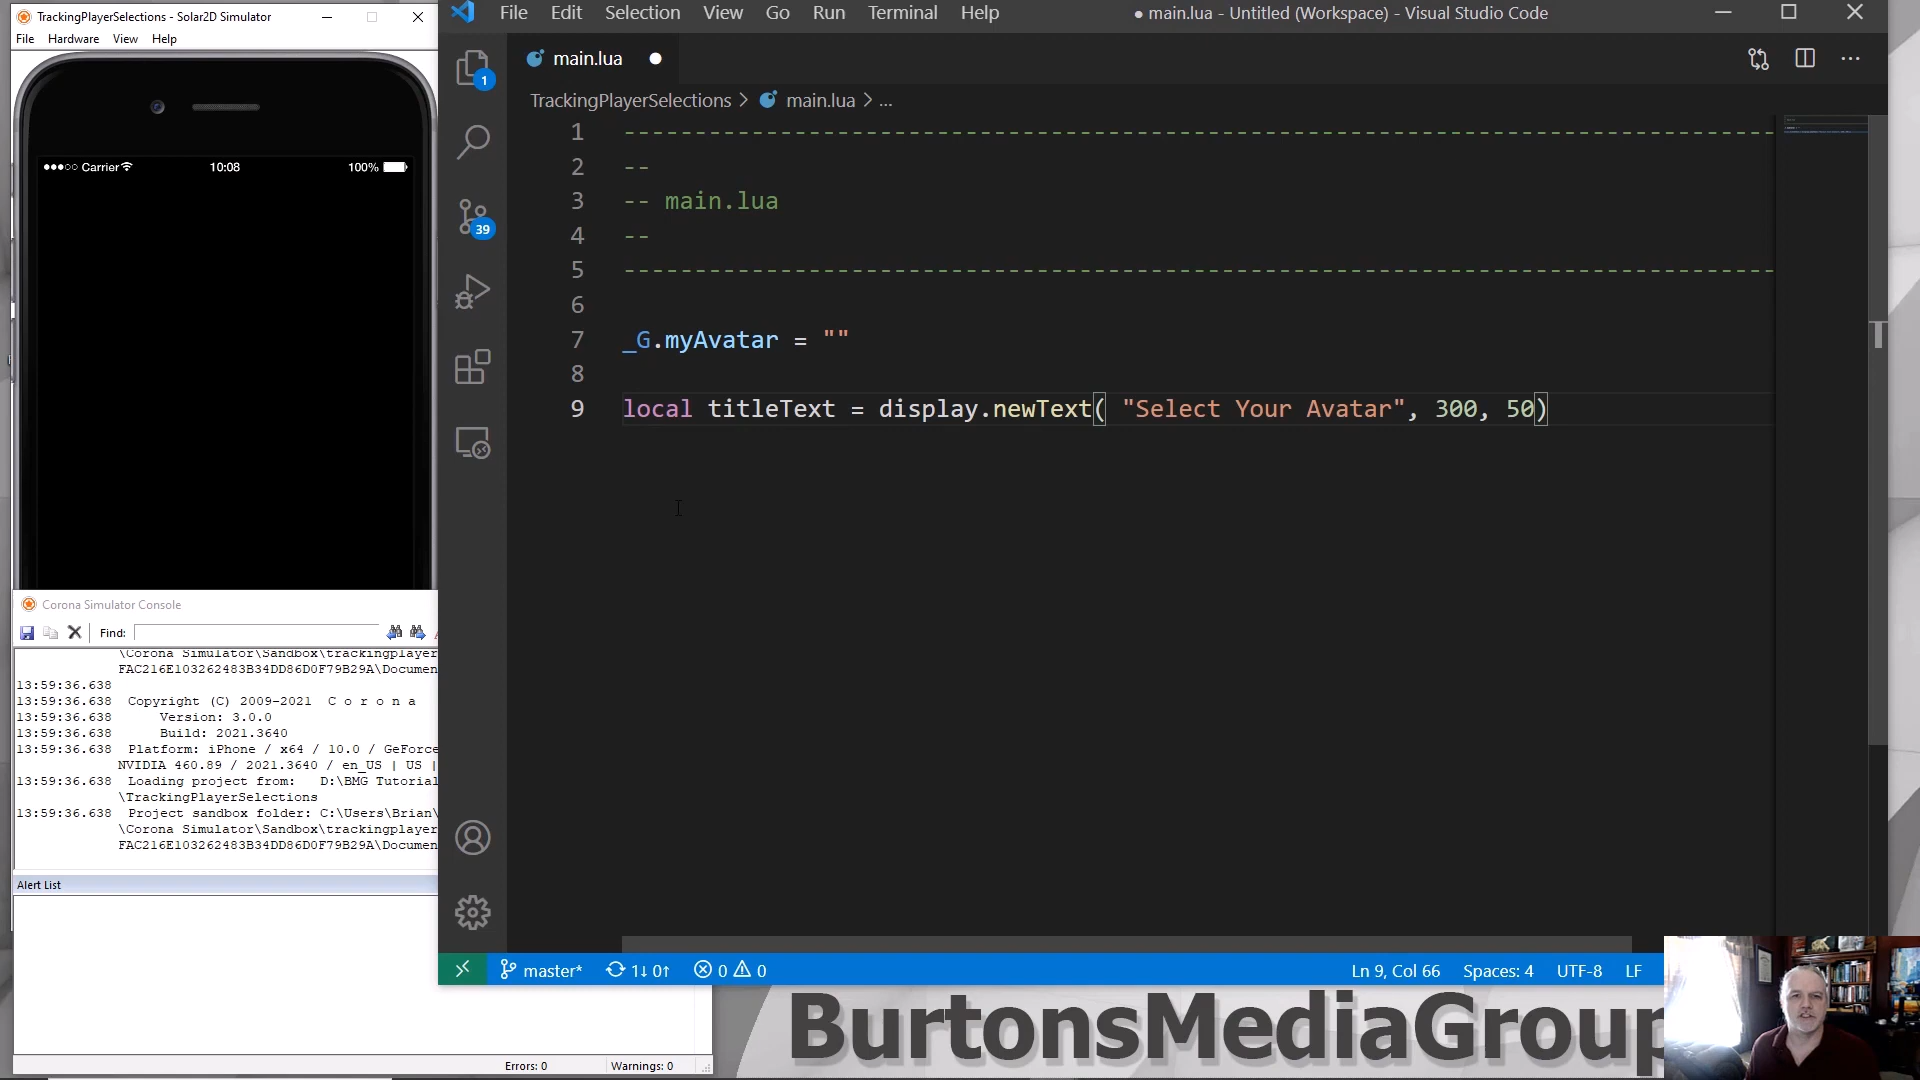 TrackingPlayerSelections - Solar2D Simulator
File Hardware View Help
Carrier 10:08 100%
Corona Simulator Console
Find:
\Corona Simulator\Sandbox\trackingplayer
FAC216E103262483B34DD86D0F79B29A\Documen
13:59:36.638
13:59:36.638 Copyright (C) 2009-2021 C o r o n a
13:59:36.638 Version: 3.0.0
13:59:36.638 Build: 2021.3640
13:59:36.638 Platform: iPhone / x64 / 10.0 / GeForce
NVIDIA 460.89 / 2021.3640 / en_US | US |
13:59:36.638 Loading project from: D:\BMG Tutorial
\TrackingPlayerSelections
13:59:36.638 Project sandbox folder: C:\Users\Brian\
\Corona Simulator\Sandbox\trackingplayer
FAC216E103262483B34DD86D0F79B29A\Documen
Alert List
Errors: 0 Warnings: 0
File Edit Selection View Go Run Terminal Help ● main.lua - Untitled (Workspace) - Visual Studio Code
1
39
main.lua
TrackingPlayerSelections > main.lua > ...
1 ---------------------------------------------------------------------------------
2 --
3 -- main.lua
4 --
5 ---------------------------------------------------------------------------------
6
7 _G.myAvatar = ""
8
9 local titleText = display.newText( "Select Your Avatar", 300, 50)
master* 1↓ 0↑ 0 0 Ln 9, Col 66 Spaces: 4 UTF-8 LF
BurtonsMediaGroup